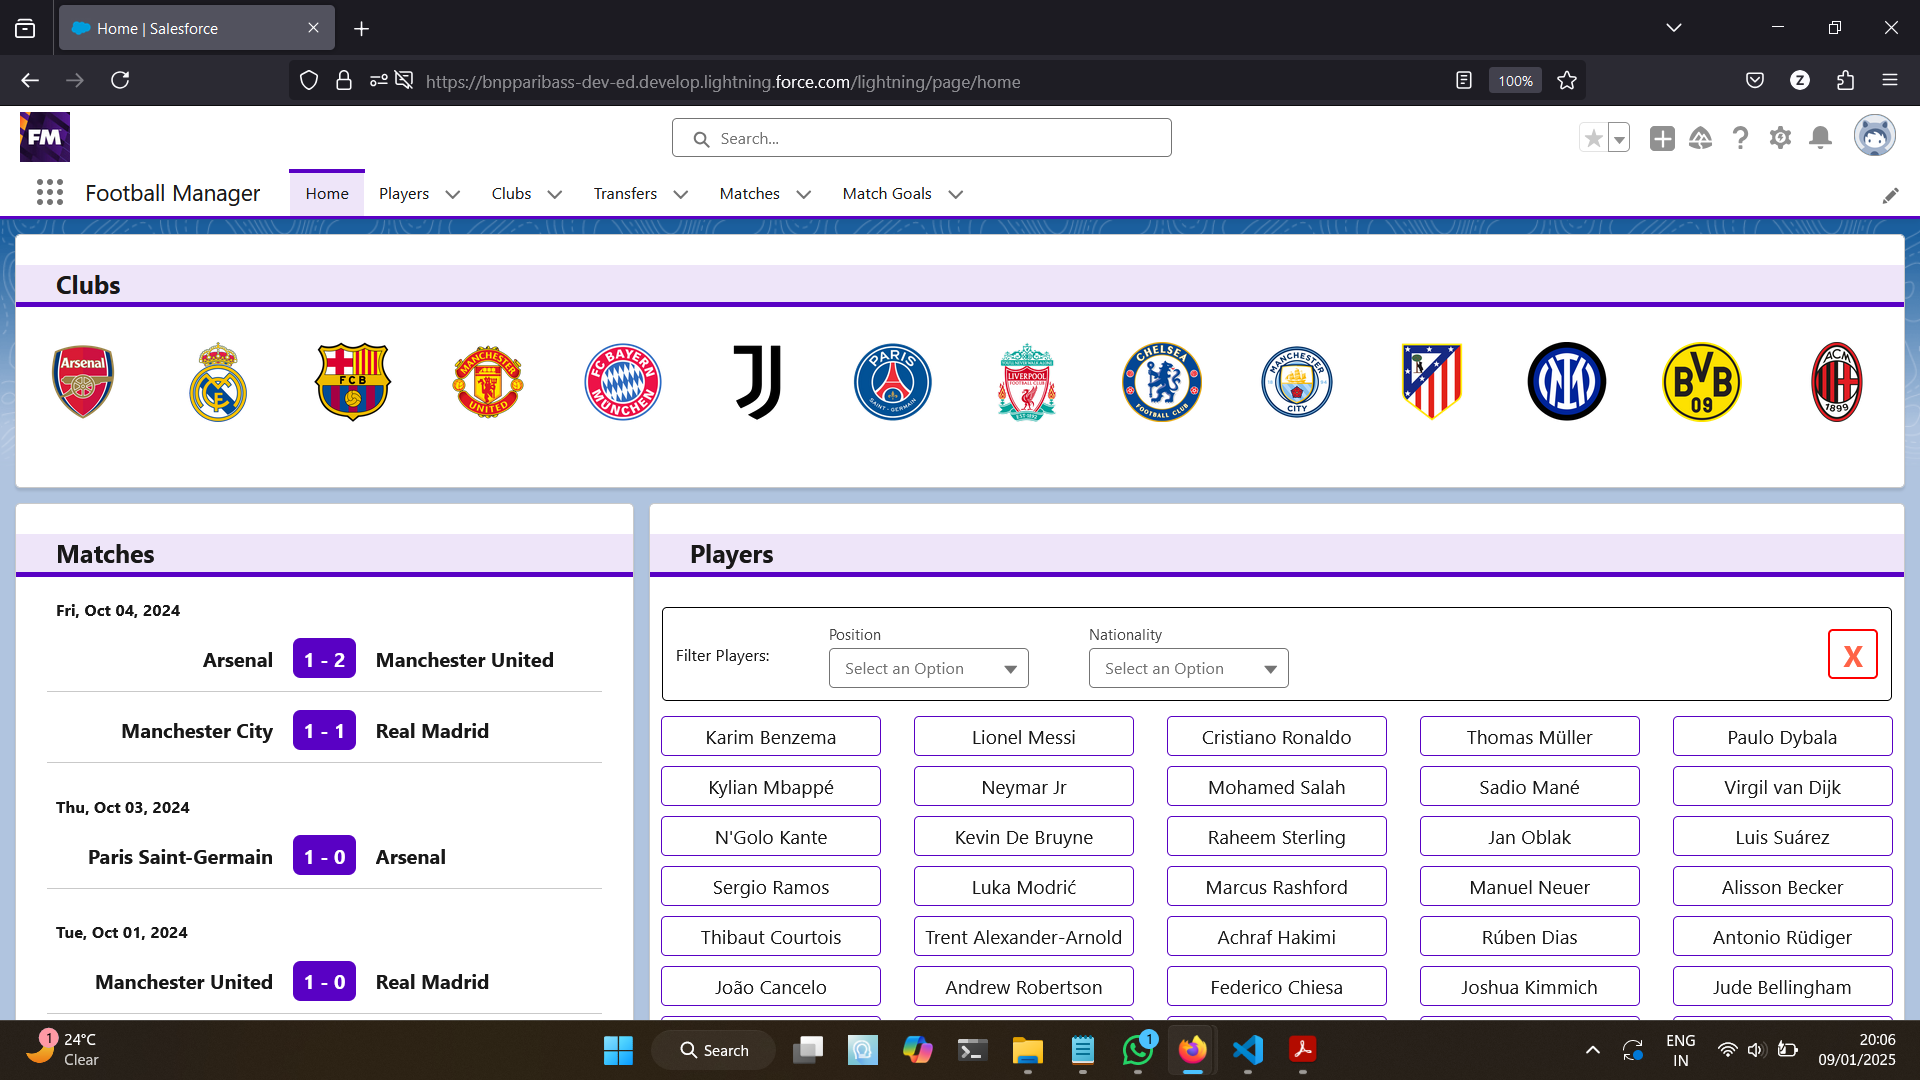 Home | Salesforce
https://bnpparibass-dev-ed.develop.lightning.force.com/lightning/page/home
100%
Z
FM
Search...
Football Manager
Home
Players
Clubs
Transfers
Matches
Match Goals
Clubs
Arsenal
FCB
MANCHESTER UNITED
FC BAYERN MÜNCHEN
PARIS SAINT-GERMAIN
LIVERPOOL FOOTBALL CLUB EST 1892
CHELSEA FOOTBALL CLUB
MANCHESTER CITY
BVB 09
ACM 1899
Matches
Fri, Oct 04, 2024
Arsenal 1 - 2 Manchester United
Manchester City 1 - 1 Real Madrid
Thu, Oct 03, 2024
Paris Saint-Germain 1 - 0 Arsenal
Tue, Oct 01, 2024
Manchester United 1 - 0 Real Madrid
Players
Position Nationality
Filter Players: Select an Option Select an Option X
Karim Benzema Lionel Messi Cristiano Ronaldo Thomas Müller Paulo Dybala
Kylian Mbappé Neymar Jr Mohamed Salah Sadio Mané Virgil van Dijk
N'Golo Kante Kevin De Bruyne Raheem Sterling Jan Oblak Luis Suárez
Sergio Ramos Luka Modrić Marcus Rashford Manuel Neuer Alisson Becker
Thibaut Courtois Trent Alexander-Arnold Achraf Hakimi Rúben Dias Antonio Rüdiger
João Cancelo Andrew Robertson Federico Chiesa Joshua Kimmich Jude Bellingham
1
24°C
Clear
Search
1
ENG
IN
20:06
09/01/2025